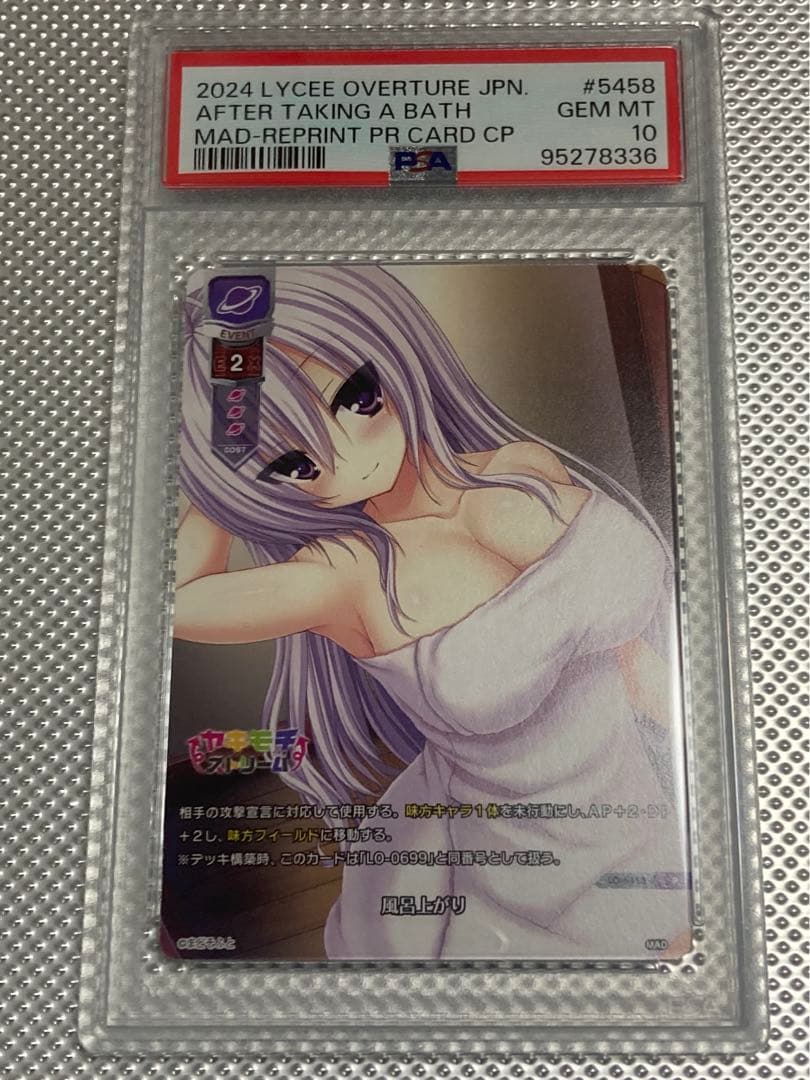 2024 LYCEE OVERTURE JPN. #5458
AFTER TAKING A BATH GEM MT
MAD-REPRINT PR CARD CP 10
PSA 95278336
EVENT
2
COST
ヤキモチ
ストリーム
相手の攻撃宣言に対応して使用する。味方キャラ1体を未行動にし、AP+2・DP
+2し、味方フィールドに移動する。
※デッキ構築時、このカードは「LO-0699」と同番号として扱う。
風呂上がり
©まどそふと MAD